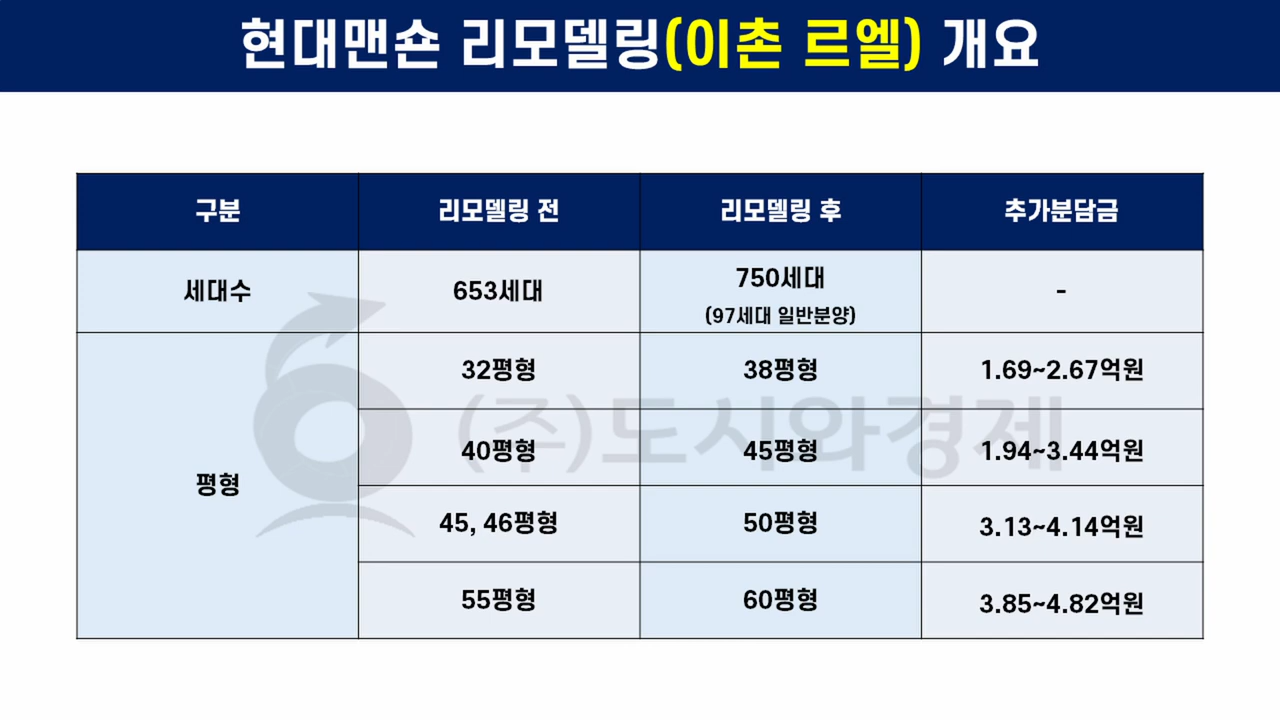 현대맨숀 리모델링(이촌 르엘) 개요
구분 리모델링 전 리모델링 후 추가분담금
세대수 653세대 750세대 -
(97세대 일반분양)
평형
32평형 38평형 1.69~2.67억원
40평형 45평형 1.94~3.44억원
45, 46평형 50평형 3.13~4.14억원
55평형 60평형 3.85~4.82억원
(주)도시와경제